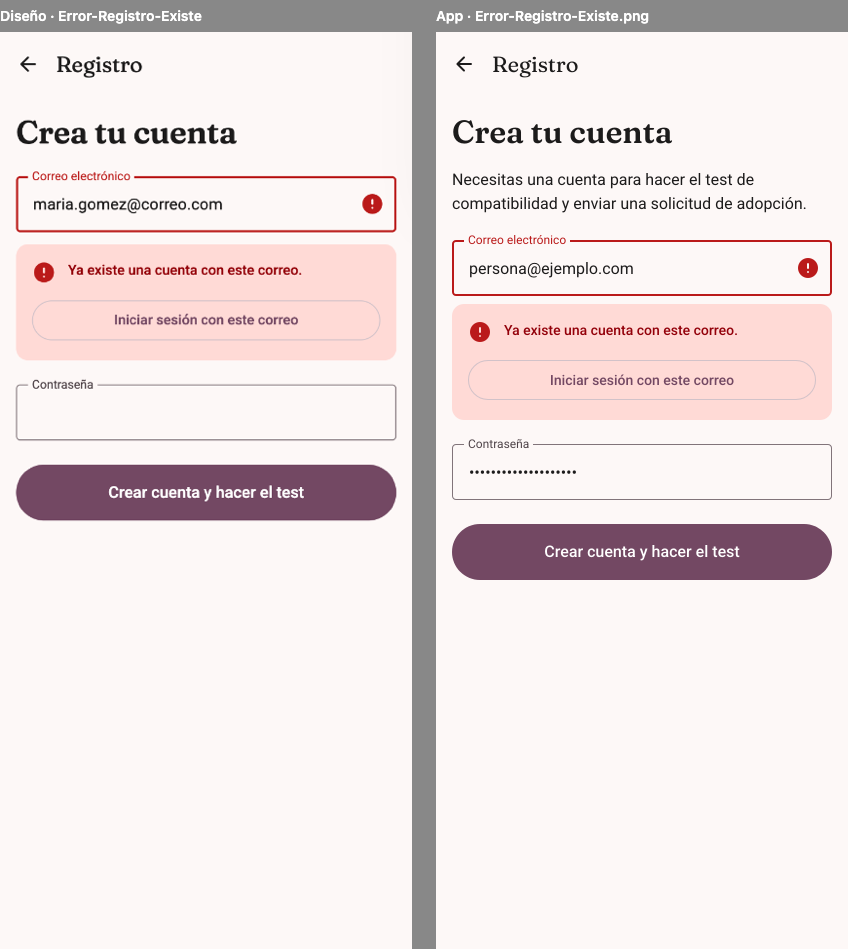 Diseño · Error-Registro-Existe
Registro
Crea tu cuenta
Correo electrónico
maria.gomez@correo.com
Ya existe una cuenta con este correo.
Iniciar sesión con este correo
Contraseña
Crear cuenta y hacer el test
App · Error-Registro-Existe.png
Registro
Crea tu cuenta
Necesitas una cuenta para hacer el test de
compatibilidad y enviar una solicitud de adopción.
Correo electrónico
persona@ejemplo.com
Ya existe una cuenta con este correo.
Iniciar sesión con este correo
Contraseña
••••••••••••••••••••
Crear cuenta y hacer el test